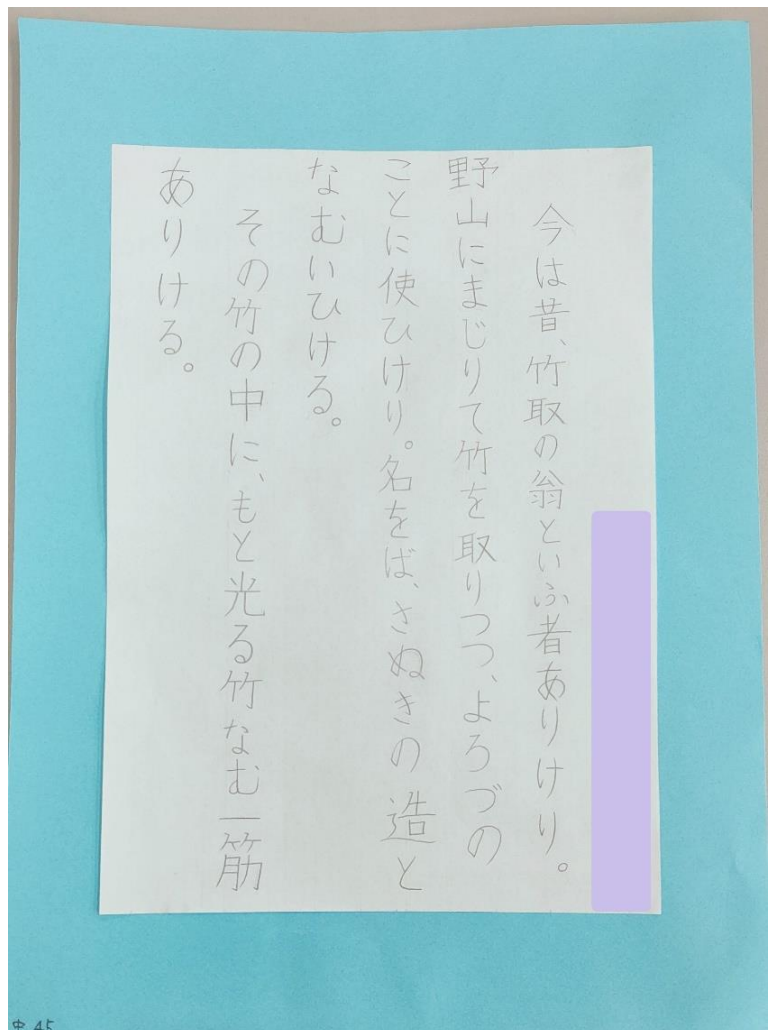 今は昔、竹取の翁といふ者ありけり。
野山にまじりて竹を取りつつ、よろづの
ことに使ひけり。名をば、さぬきの造と
なむいひける。
その竹の中に、もと光る竹なむ一筋
ありける。
45